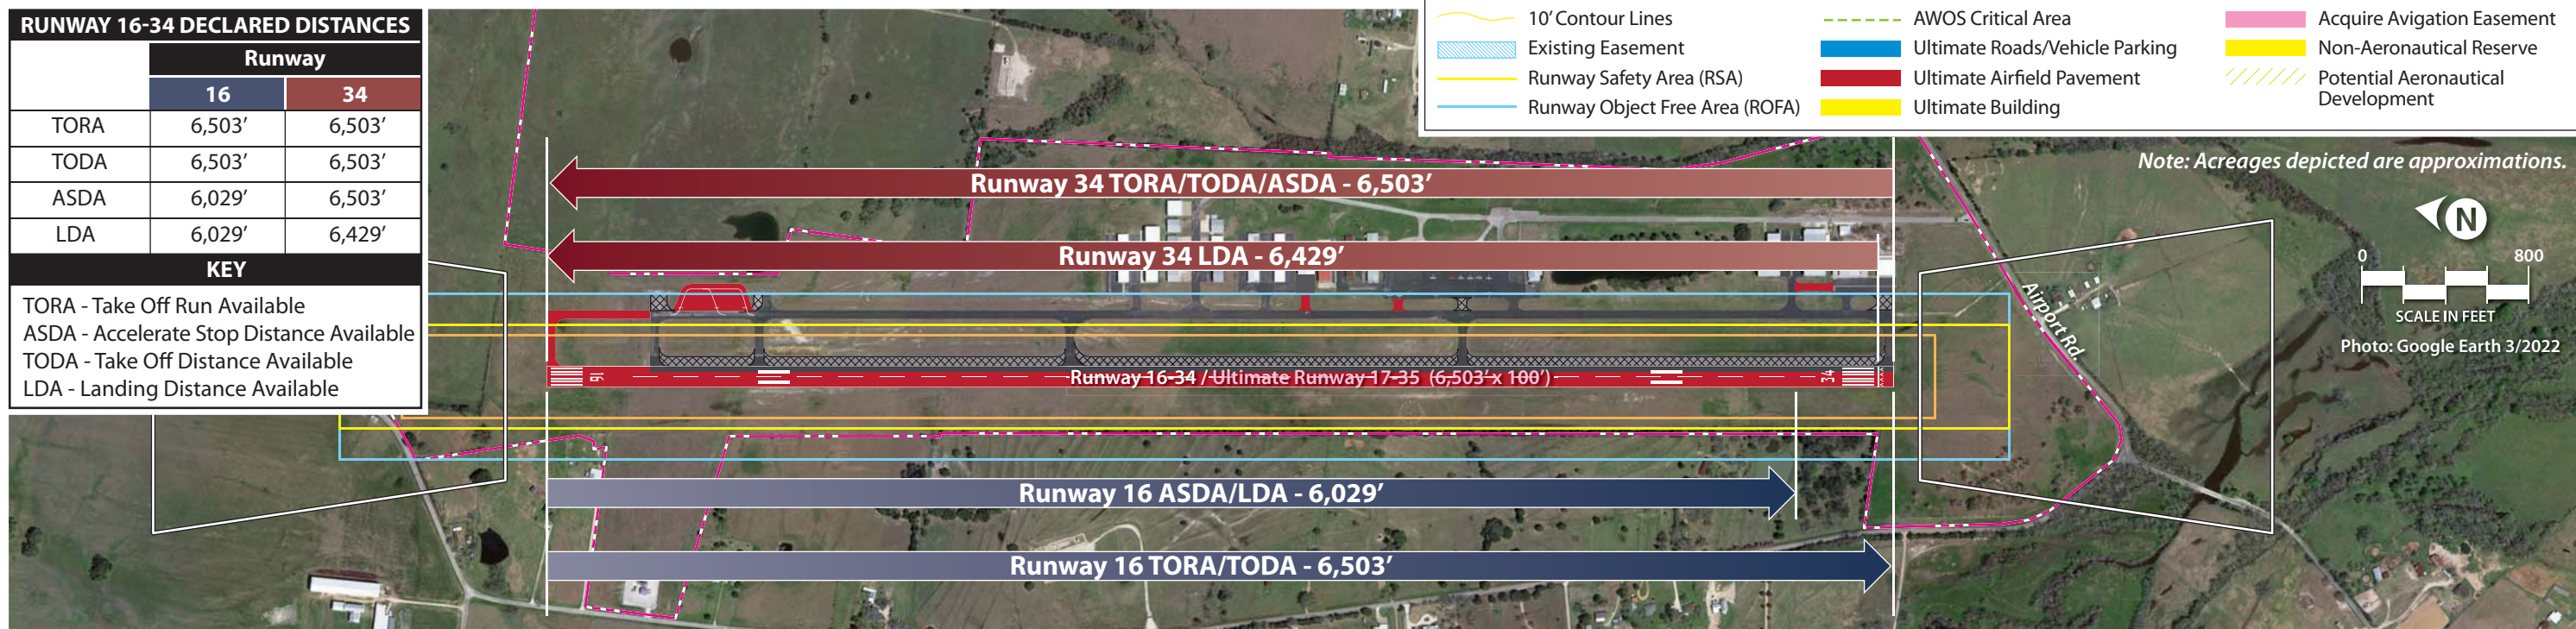 RUNWAY 16-34 DECLARED DISTANCES
Runway
16 34
TORA 6,503’ 6,503’
TODA 6,503’ 6,503’
ASDA 6,029’ 6,503’
LDA 6,029’ 6,429’
KEY
TORA - Take Off Run Available
ASDA - Accelerate Stop Distance Available
TODA - Take Off Distance Available
LDA - Landing Distance Available
10’ Contour Lines
Existing Easement
Runway Safety Area (RSA)
Runway Object Free Area (ROFA)
AWOS Critical Area
Ultimate Roads/Vehicle Parking
Ultimate Airfield Pavement
Ultimate Building
Acquire Avigation Easement
Non-Aeronautical Reserve
Potential Aeronautical
Development
Note: Acreages depicted are approximations.
N
0 800
SCALE IN FEET
Photo: Google Earth 3/2022
Airport Rd.
Runway 34 TORA/TODA/ASDA - 6,503’
Runway 34 LDA - 6,429’
16
Runway 16-34 / Ultimate Runway 17-35 (6,503’ x 100’)
34
Runway 16 ASDA/LDA - 6,029’
Runway 16 TORA/TODA - 6,503’